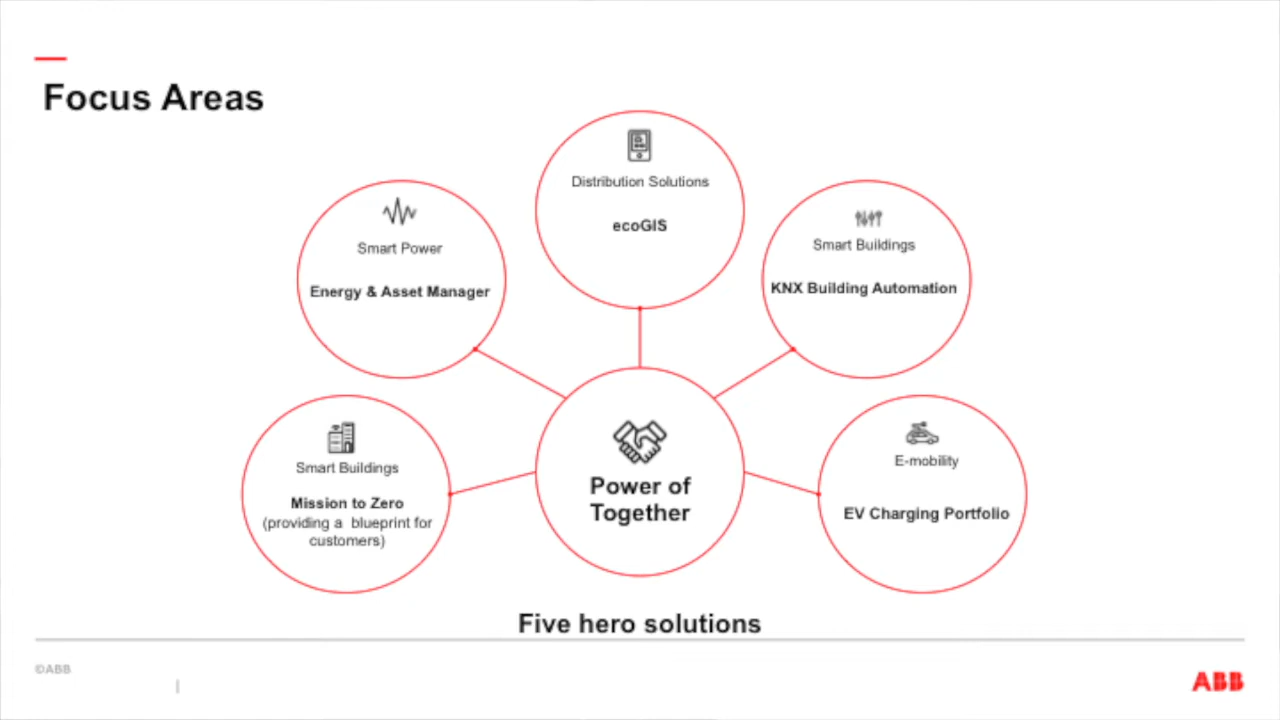 Focus Areas
Distribution Solutions
ecoGIS
Smart Power
Energy & Asset Manager
Smart Buildings
KNX Building Automation
Smart Buildings
Mission to Zero
(providing a blueprint for
customers)
Power of
Together
E-mobility
EV Charging Portfolio
Five hero solutions
©ABB
ABB